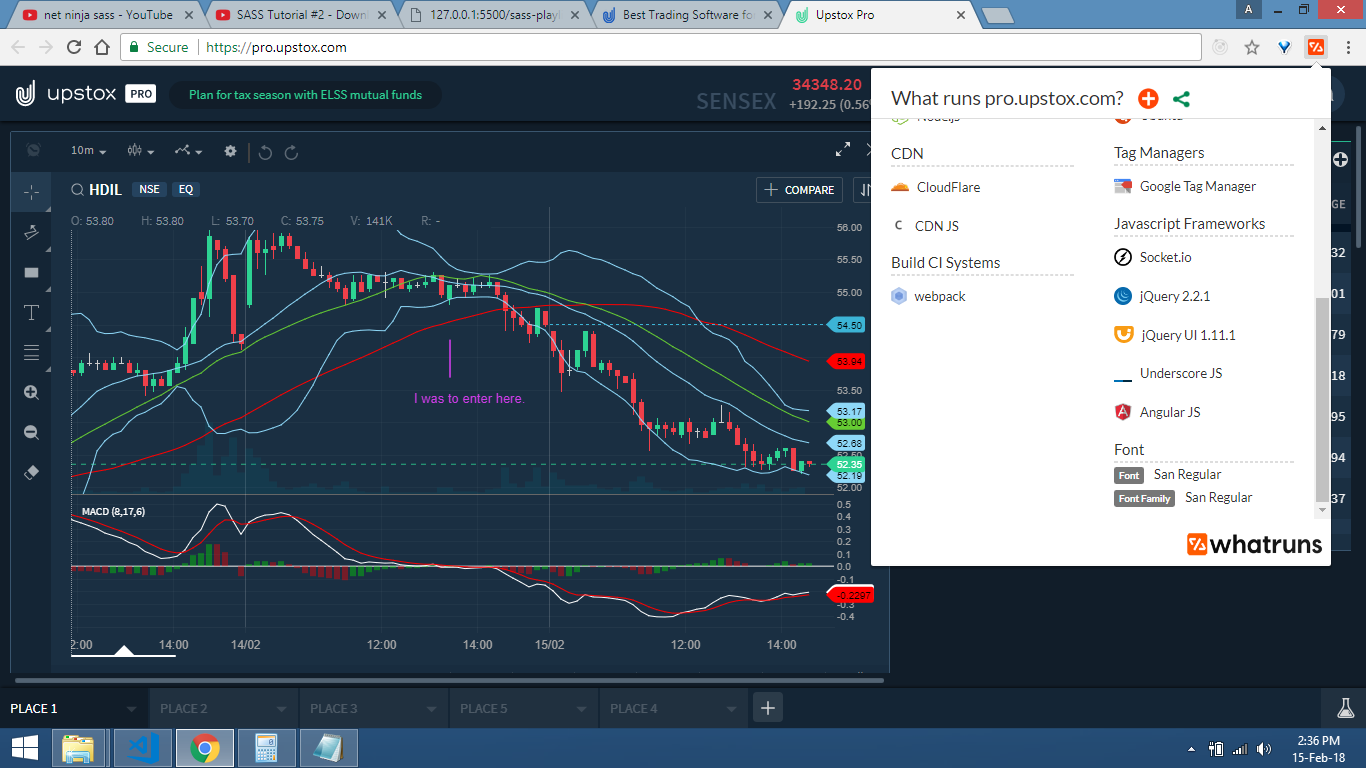 net ninja sass - YouTube
SASS Tutorial #2 - Downl
127.0.0.1:5500/sass-playl
Best Trading Software fo
Upstox Pro
A
Secure
https://pro.upstox.com
upstox PRO
Plan for tax season with ELSS mutual funds
SENSEX
34348.20
+192.25 (0.56%
What runs pro.upstox.com?
Nodejs
Ubuntu
CDN
CloudFlare
C CDN JS
Build CI Systems
webpack
Tag Managers
Google Tag Manager
Javascript Frameworks
Socket.io
jQuery 2.2.1
jQuery UI 1.11.1
Underscore JS
Angular JS
Font
Font San Regular
Font Family San Regular
whatruns
GE
32
01
79
18
95
94
37
10m
HDIL NSE EQ
COMPARE
O: 53.80 H: 53.80 L: 53.70 C: 53.75 V: 141K R: -
T
I was to enter here.
56.00
55.50
55.00
54.50
53.94
53.50
53.17
53.00
52.68
52.50
52.35
52.19
52.00
MACD (8,17,6)
0.5
0.4
0.3
0.2
0.1
0.0
-0.1
-0.2297
-0.3
-0.4
2:00 14:00 14/02 12:00 14:00 15/02 12:00 14:00
PLACE 1
PLACE 2
PLACE 3
PLACE 5
PLACE 4
2:36 PM
15-Feb-18